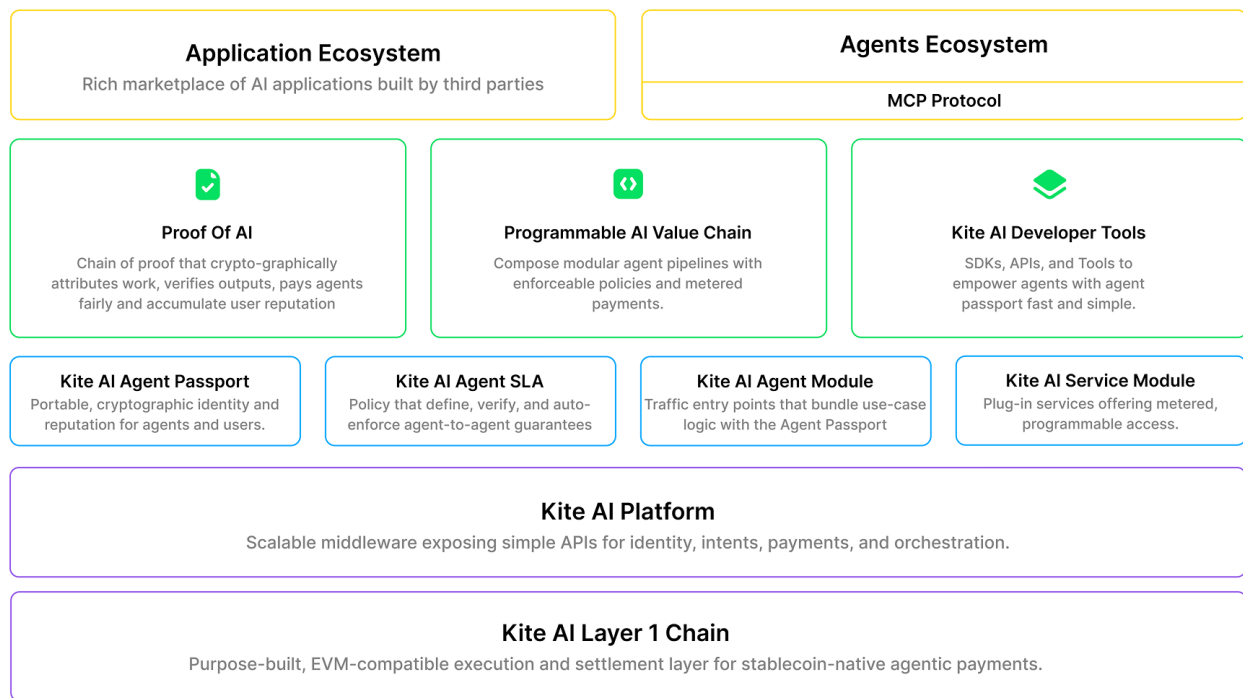 Application Ecosystem
Rich marketplace of AI applications built by third parties
Agents Ecosystem
MCP Protocol
Proof Of AI
Chain of proof that crypto-graphically
attributes work, verifies outputs, pays agents
fairly and accumulate user reputation
Programmable AI Value Chain
Compose modular agent pipelines with
enforceable policies and metered
payments.
Kite AI Developer Tools
SDKs, APIs, and Tools to
empower agents with agent
passport fast and simple.
Kite AI Agent Passport
Portable, cryptographic identity and
reputation for agents and users.
Kite AI Agent SLA
Policy that define, verify, and auto-
enforce agent-to-agent guarantees
Kite AI Agent Module
Traffic entry points that bundle use-case
logic with the Agent Passport
Kite AI Service Module
Plug-in services offering metered,
programmable access.
Kite AI Platform
Scalable middleware exposing simple APIs for identity, intents, payments, and orchestration.
Kite AI Layer 1 Chain
Purpose-built, EVM-compatible execution and settlement layer for stablecoin-native agentic payments.